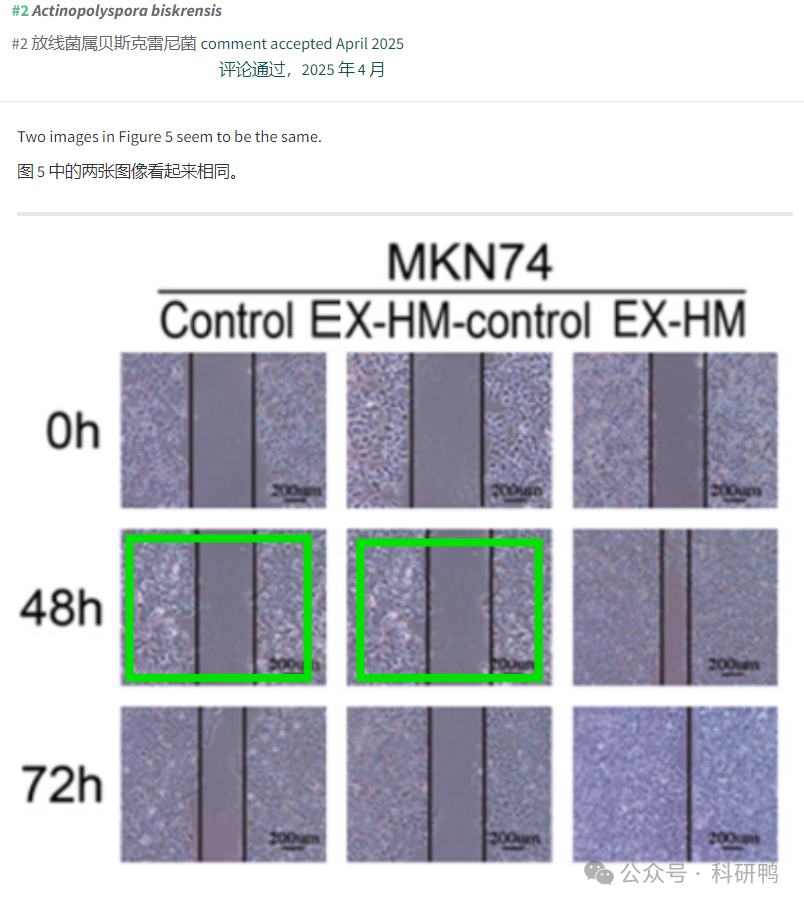 #2 Actinopolyspora biskrensis
#2 放线菌属贝斯克雷尼菌 comment accepted April 2025
评论通过，2025 年 4 月
Two images in Figure 5 seem to be the same.
图 5 中的两张图像看起来相同。
MKN74
Control EX-HM-control EX-HM
0h
200um 200um 200um
48h
200um 200um 200um
72h
200um 200um 200um
公众号 · 科研鸭